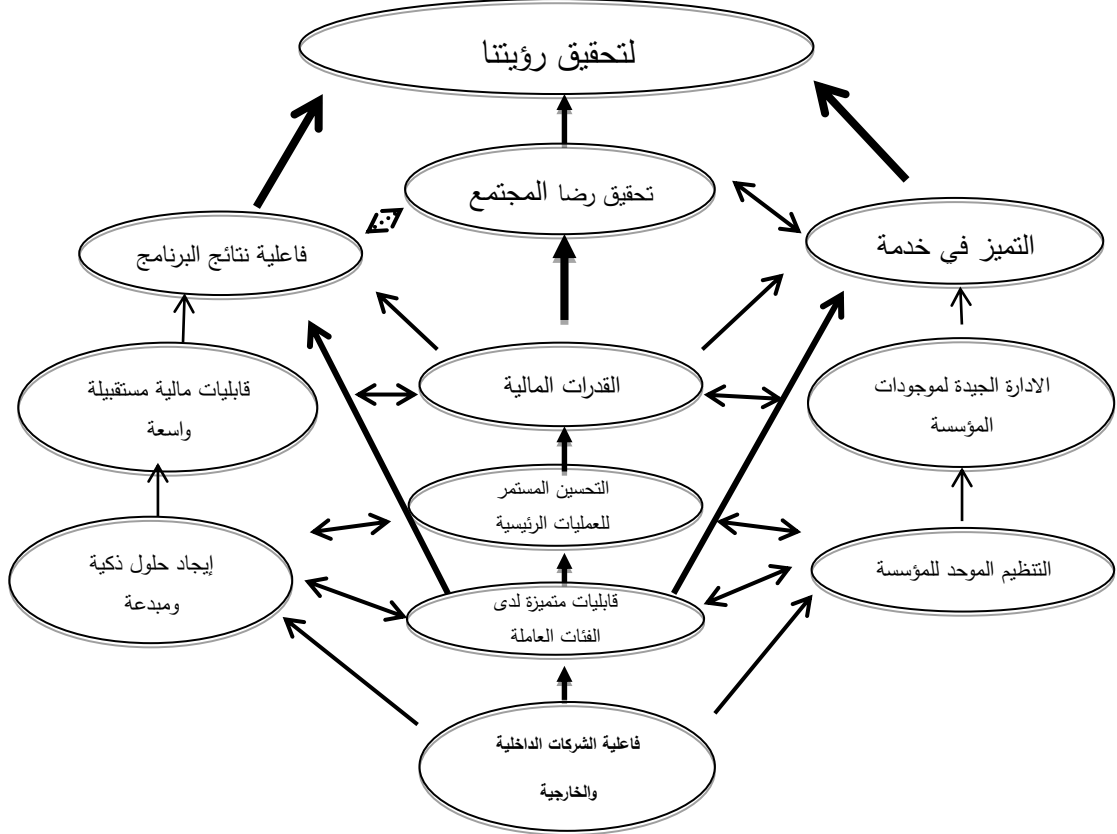 لتحقيق رؤيتنا
تحقيق رضا المجتمع
التميز في خدمة
فاعلية نتائج البرنامج
الادارة الجيدة لموجودات
المؤسسة
القدرات المالية
قابليات مالية مستقبيلة
واسعة
التحسين المستمر
للعمليات الرئيسية
التنظيم الموحد للمؤسسة
قابليات متميزة لدى
الفئات العاملة
إيجاد حلول ذكية
ومبدعة
فاعلية الشركات الداخلية
والخارجية